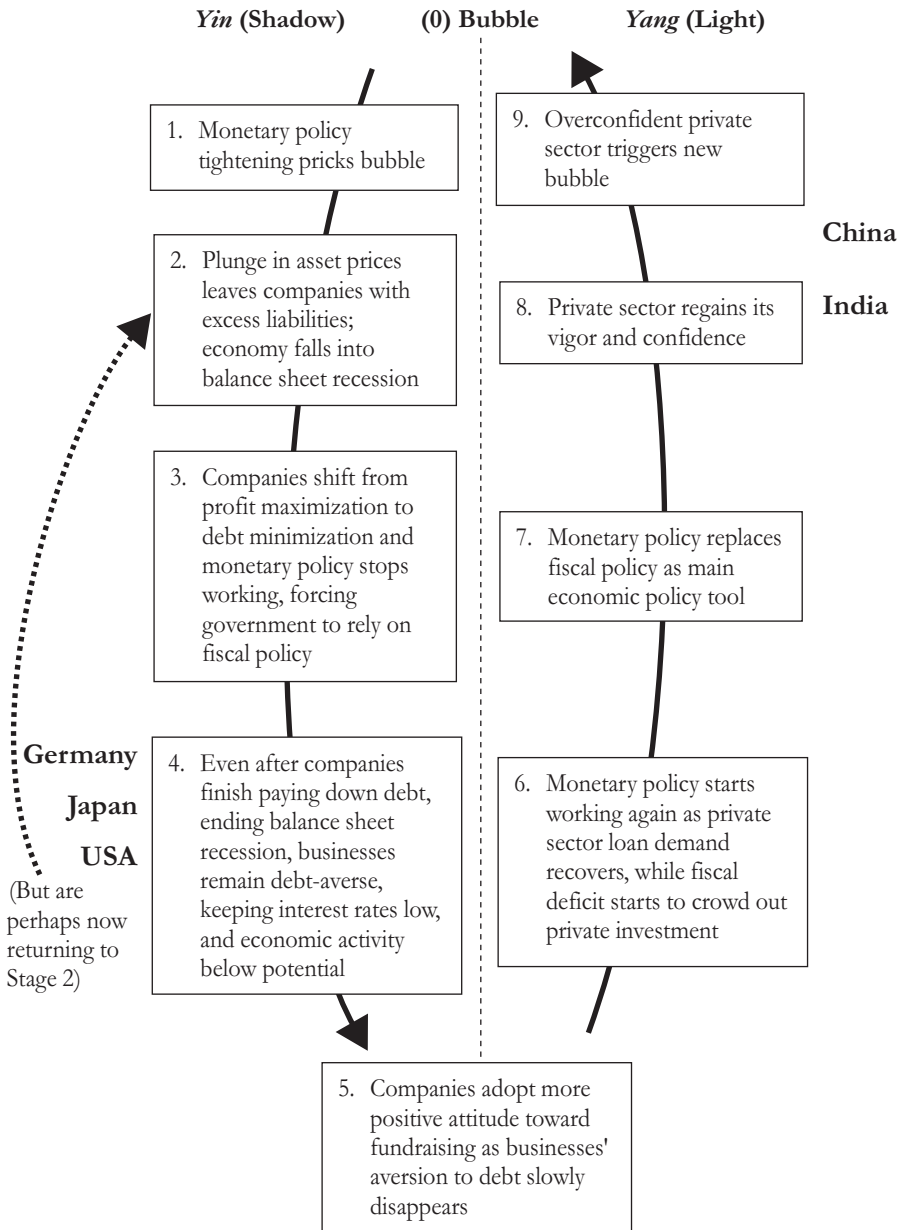 Yin (Shadow)
(0) Bubble
Yang (Light)
1. Monetary policy
tightening pricks bubble
2. Plunge in asset prices
leaves companies with
excess liabilities;
economy falls into
balance sheet recession
3. Companies shift from
profit maximization to
debt minimization and
monetary policy stops
working, forcing
government to rely on
fiscal policy
Germany
Japan
USA
(But are
perhaps now
returning to
Stage 2)
4. Even after companies
finish paying down debt,
ending balance sheet
recession, businesses
remain debt-averse,
keeping interest rates low,
and economic activity
below potential
5. Companies adopt more
positive attitude toward
fundraising as businesses'
aversion to debt slowly
disappears
6. Monetary policy starts
working again as private
sector loan demand
recovers, while fiscal
deficit starts to crowd out
private investment
7. Monetary policy replaces
fiscal policy as main
economic policy tool
8. Private sector regains its
vigor and confidence
9. Overconfident private
sector triggers new
bubble
China
India